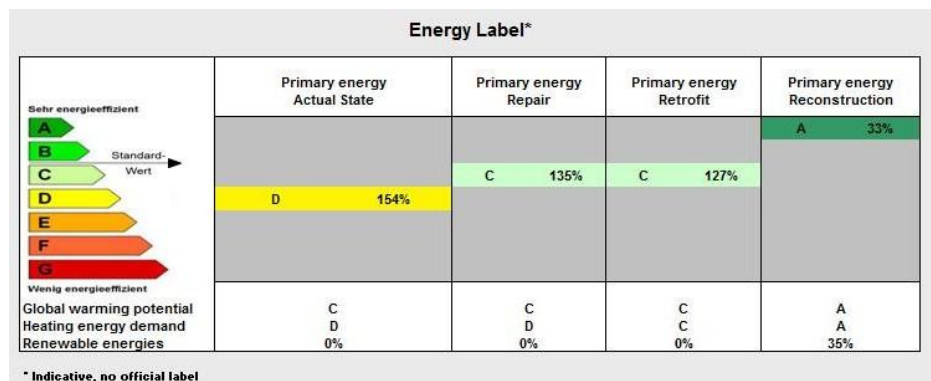 Energy Label*
Primary energy Actual State
Primary energy Repair
Primary energy Retrofit
Primary energy Reconstruction
Sehr energieeffizient
A
B
C
D
E
F
G
Standard-
Wert
Wenig energieeffizient
A 33%
C 135% C 127%
D 154%
Global warming potential C C C A
Heating energy demand D D C A
Renewable energies 0% 0% 0% 35%
* Indicative, no official label